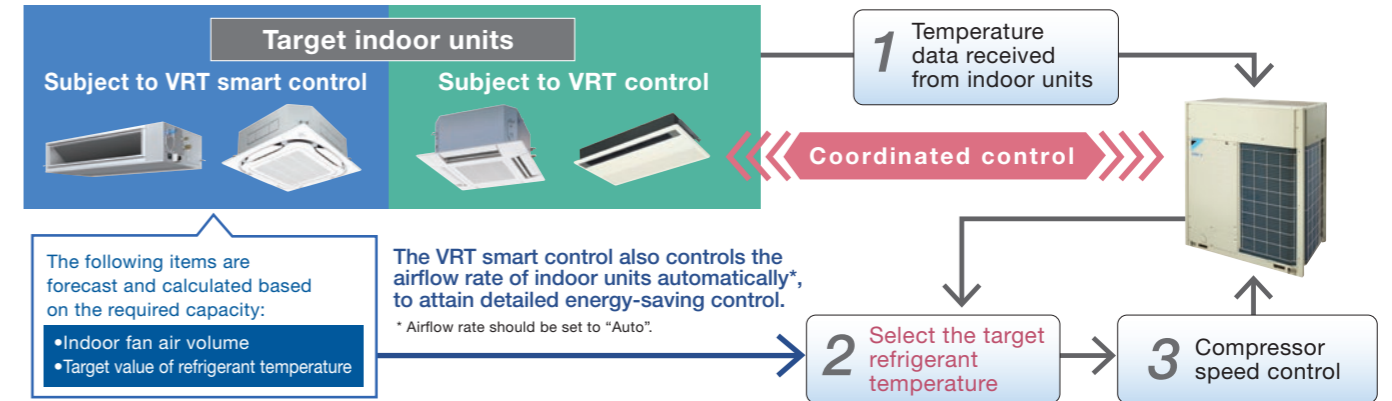 Target indoor units
Subject to VRT smart control
Subject to VRT control
1
Temperature
data received
from indoor units
Coordinated control
The following items are
forecast and calculated based
on the required capacity:
•Indoor fan air volume
•Target value of refrigerant temperature
The VRT smart control also controls the
airflow rate of indoor units automatically*,
to attain detailed energy-saving control.
* Airflow rate should be set to “Auto”.
2
Select the target
refrigerant
temperature
3
Compressor
speed control